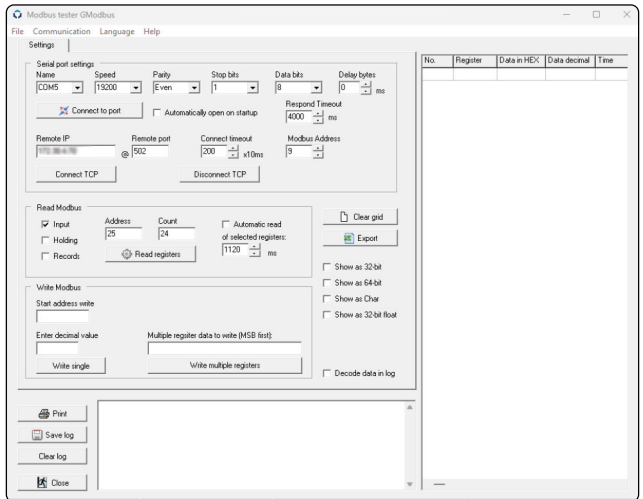 Modbus tester GModbus
File Communication Language Help
Settings
Serial port settings
Name Speed Parity Stop bits Data bits Delay bytes
COM5 19200 Even 1 8 0 ms
Connect to port Automatically open on startup
Respond Timeout
4000 ms
Remote IP Remote port Connect timeout Modbus Address
@ 502 200 x10ms 9
Connect TCP Disconnect TCP
Read Modbus
Input Address Count Automatic read
of selected registers:
25 24
Holding
Records Read registers 1120 ms
Clear grid
Export
Show as 32-bit
Show as 64-bit
Show as Char
Show as 32-bit float
Write Modbus
Start address write
Enter decimal value Multiple regsiter data to write (MSB first):
Write single Write multiple registers
Decode data in log
No. Register Data in HEX Data decimal Time
Print
Save log
Clear log
Close